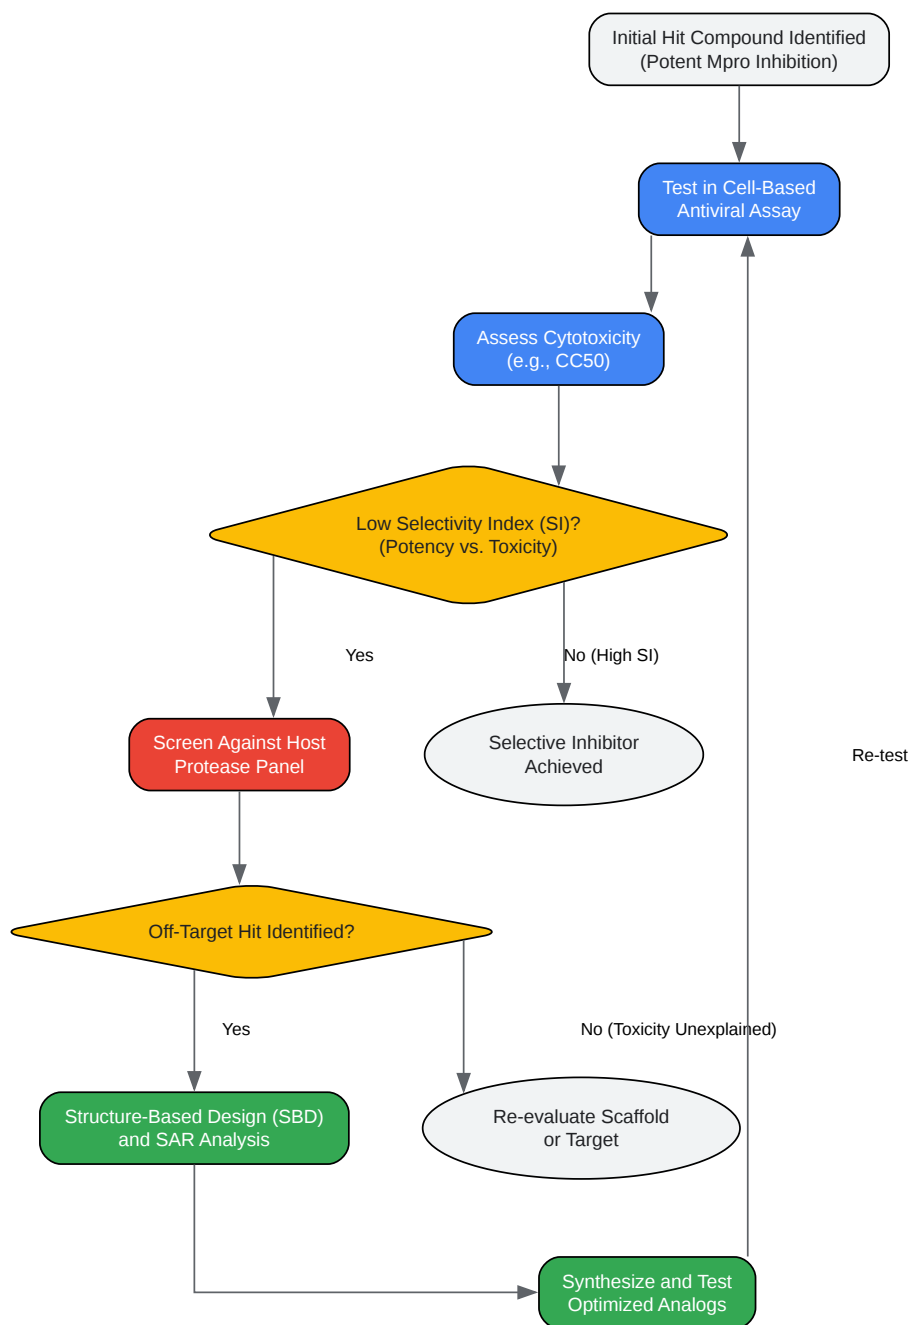 Initial Hit Compound Identified
(Potent Mpro Inhibition)
Test in Cell-Based
Antiviral Assay
Assess Cytotoxicity
(e.g., CC50)
Low Selectivity Index (SI)?
(Potency vs. Toxicity)
Yes
No (High SI)
Screen Against Host
Protease Panel
Selective Inhibitor
Achieved
Re-test
Off-Target Hit Identified?
Yes
No (Toxicity Unexplained)
Structure-Based Design (SBD)
and SAR Analysis
Re-evaluate Scaffold
or Target
Synthesize and Test
Optimized Analogs